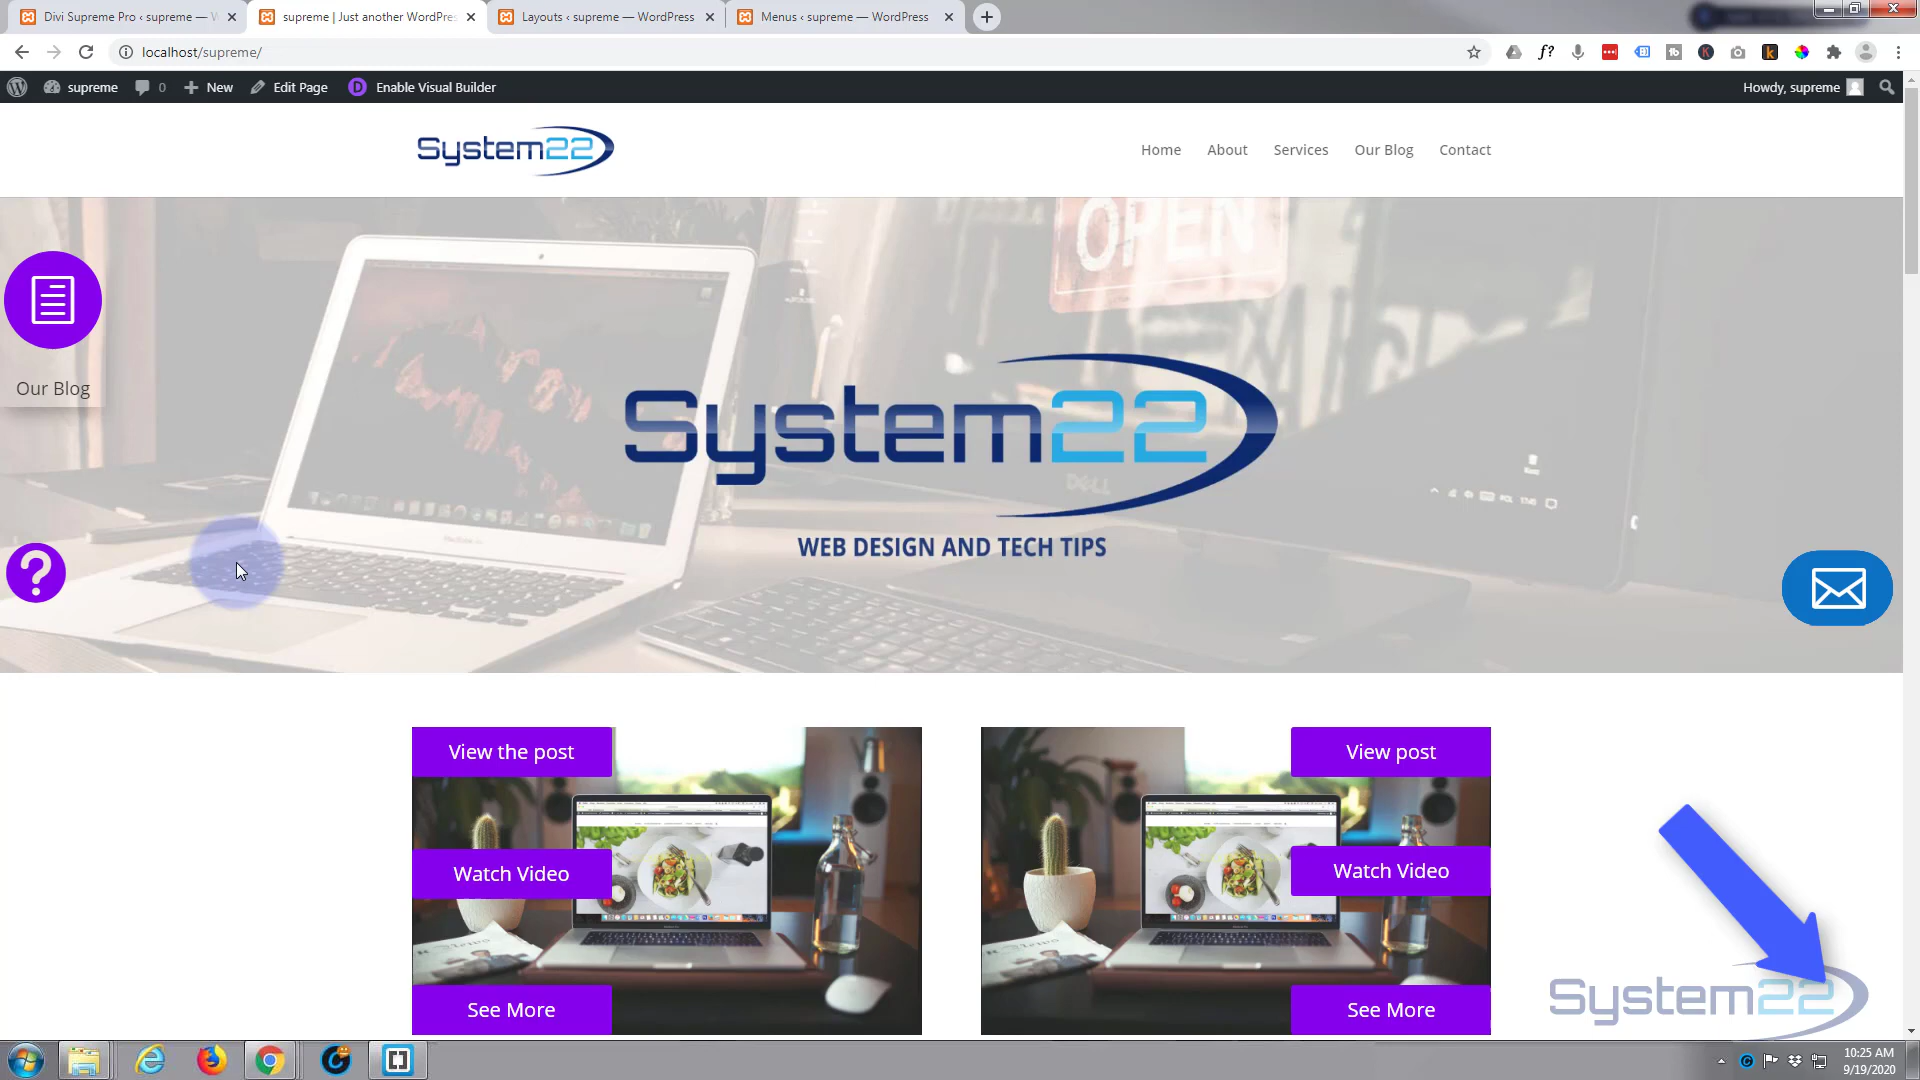 Divi Supreme Pro ‹ supreme — W
supreme | Just another WordPres
Layouts ‹ supreme — WordPress
Menus ‹ supreme — WordPress
localhost/supreme/
supreme
0
New
Edit Page
Enable Visual Builder
Howdy, supreme
System22
Home
About
Services
Our Blog
Contact
OPEN
Our Blog
System22
WEB DESIGN AND TECH TIPS
DELL
View the post
View post
Watch Video
Watch Video
See More
See More
System22
10:25 AM
9/19/2020